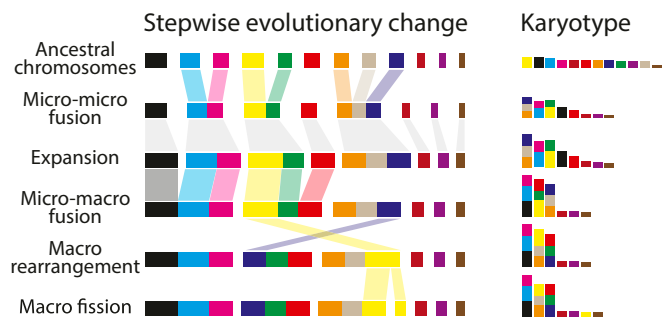 Stepwise evolutionary change
Karyotype
Ancestral
chromosomes
Micro-micro
fusion
Expansion
Micro-macro
fusion
Macro
rearrangement
Macro fission